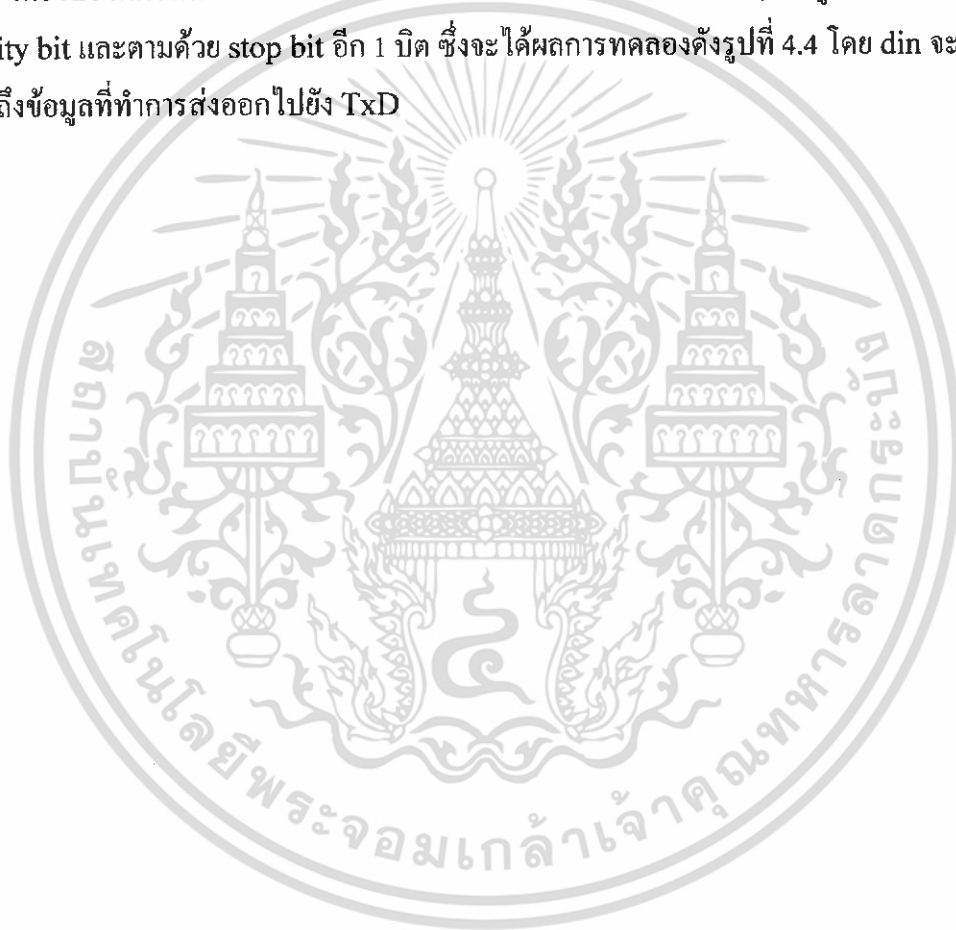 ity bit และตามด้วย stop bit อีก 1 บิต ซึ่งจะได้ผลการทดลองดังรูปที่ 4.4 โดย din จะ
ถึงข้อมูลที่ทำการส่งออกไปยัง TxD
สถาบันเทคโนโลยีพระจอมเกล้าเจ้าคุณทหารลาดกระบัง